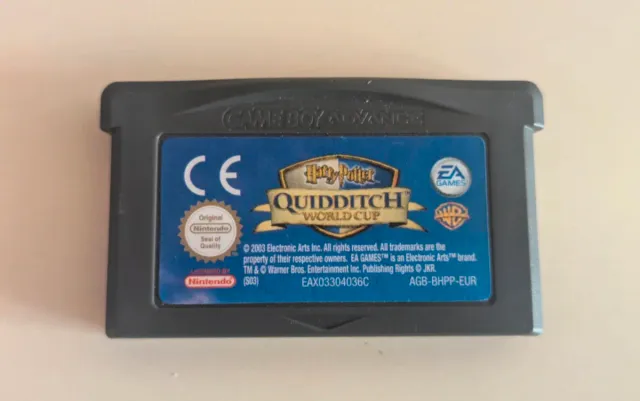 GAME BOY ADVANCE
CE
Harry Potter
QUIDDITCH
WORLD CUP
EA
GAMES
WB
Original
Nintendo
Seal of
Quality
© 2003 Electronic Arts Inc. All rights reserved. All trademarks are the
property of their respective owners. EA GAMES™ is an Electronic Arts™ brand.
TM & © Warner Bros. Entertainment Inc. Publishing Rights © JKR.
LICENSED BY
Nintendo
(S03)
EAX03304036C
AGB-BHPP-EUR